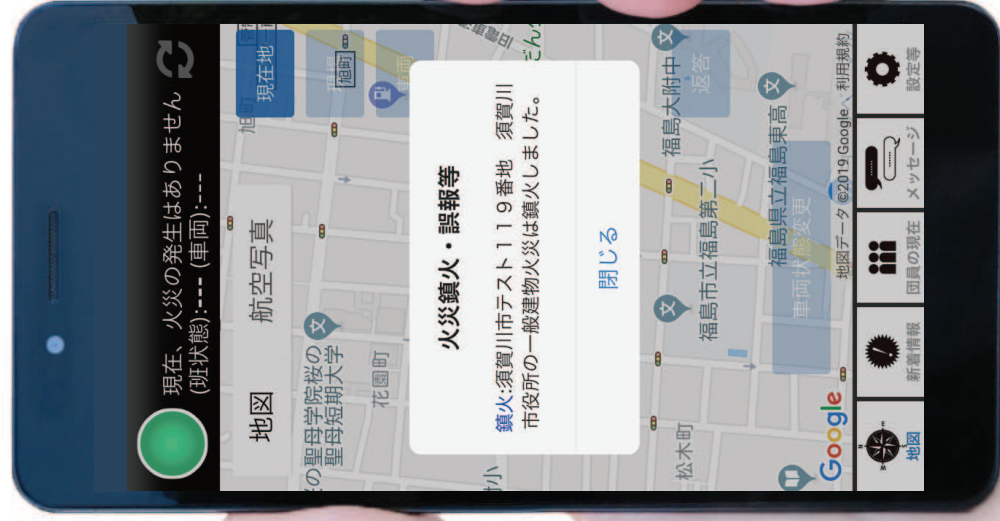 現在、火災の発生はありません
(班状態):---- (車両):---
地図
航空写真
現在地
現場
旭町
車両
聖母学院桜の
聖母短期大学
花園町
火災鎮火・誤報等
鎮火:須賀川市テスト119番地 須賀川
市役所の一般建物火災は鎮火しました。
閉じる
福島大附中
返答
福島市立福島第二小
福島県立福島東高
車両状態変更
松木町
Google
地図データ ©2019 Google
利用規約
地図
新着情報
団員の現在
メッセージ
設定等